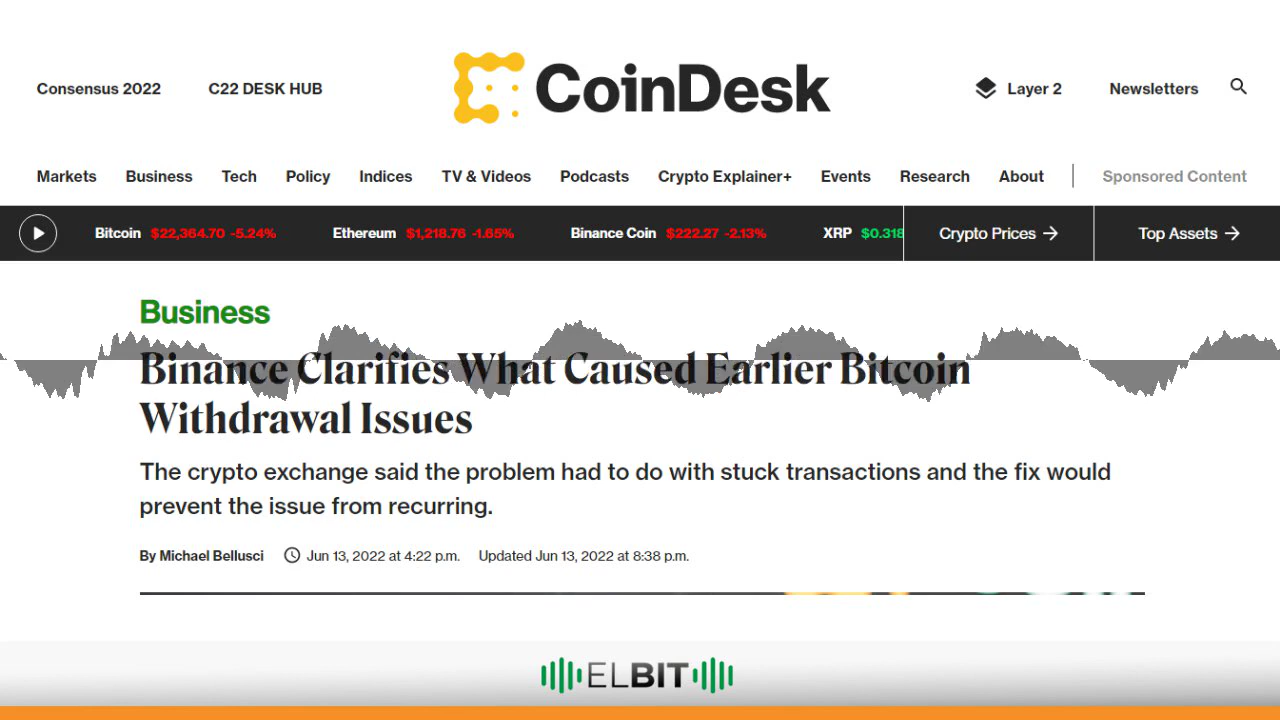 Consensus 2022 C22 DESK HUB CoinDesk Layer 2 Newsletters
Markets Business Tech Policy Indices TV & Videos Podcasts Crypto Explainer+ Events Research About Sponsored Content
Bitcoin $22,364.70 -5.24% Ethereum $1,218.76 -1.65% Binance Coin $222.27 -2.13% XRP $0.318 Crypto Prices → Top Assets →
Business
Binance Clarifies What Caused Earlier Bitcoin
Withdrawal Issues
The crypto exchange said the problem had to do with stuck transactions and the fix would
prevent the issue from recurring.
By Michael Bellusci Jun 13, 2022 at 4:22 p.m. Updated Jun 13, 2022 at 8:38 p.m.
ELBIT